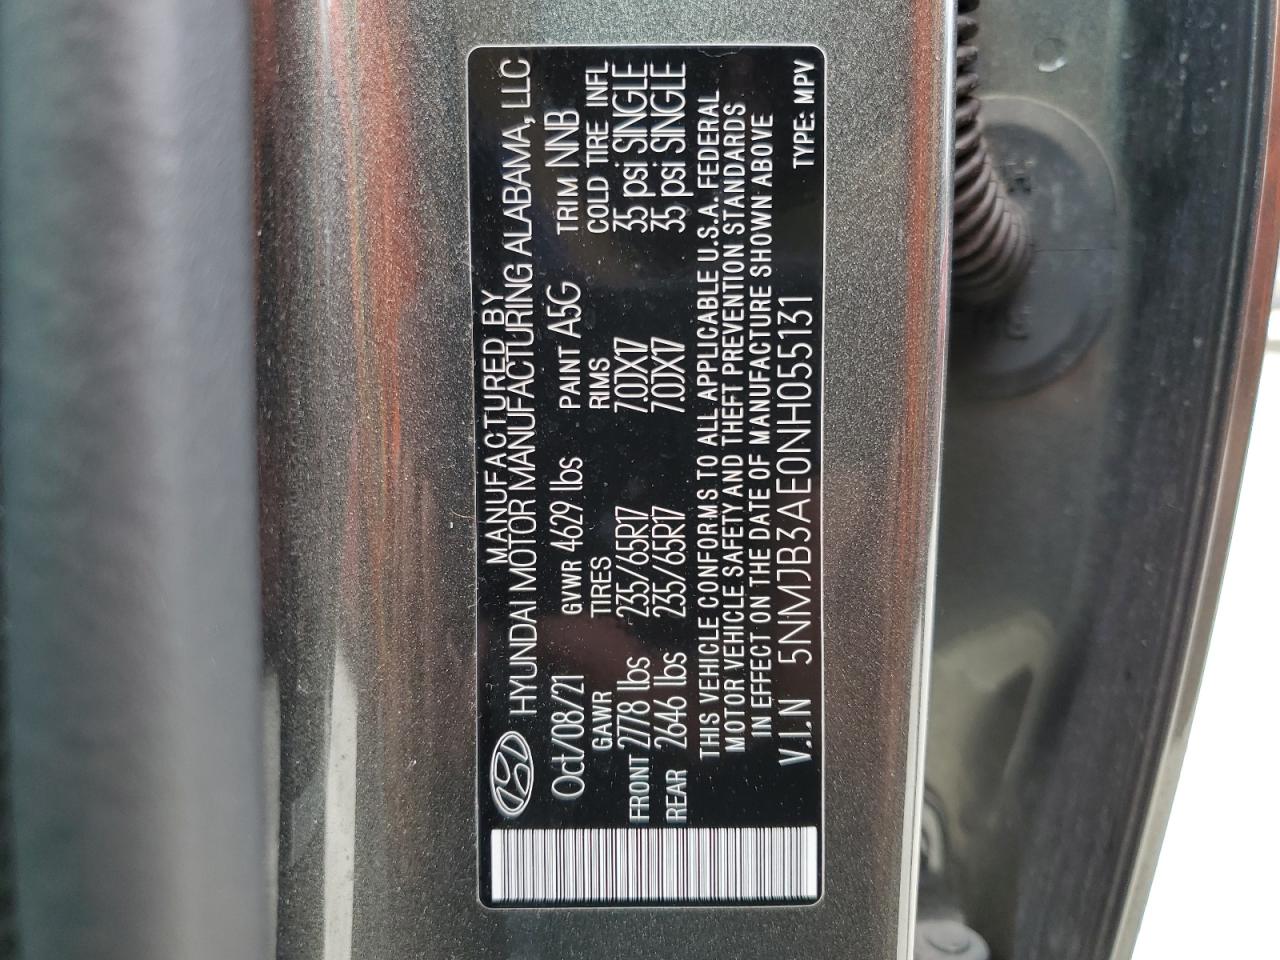 MANUFACTURED BY
HYUNDAI MOTOR MANUFACTURING ALABAMA, LLC
Oct/08/21 GVWR 4629 lbs PAINT A5G TRIM NNB
GAWR TIRES RIMS COLD TIRE INFL
FRONT 2778 lbs 235/65R17 7.0JX17 35 psi SINGLE
REAR 2646 lbs 235/65R17 7.0JX17 35 psi SINGLE
THIS VEHICLE CONFORMS TO ALL APPLICABLE U.S.A. FEDERAL
MOTOR VEHICLE SAFETY AND THEFT PREVENTION STANDARDS
IN EFFECT ON THE DATE OF MANUFACTURE SHOWN ABOVE
V.I.N 5NMJB3AE0NH055131 TYPE: MPV